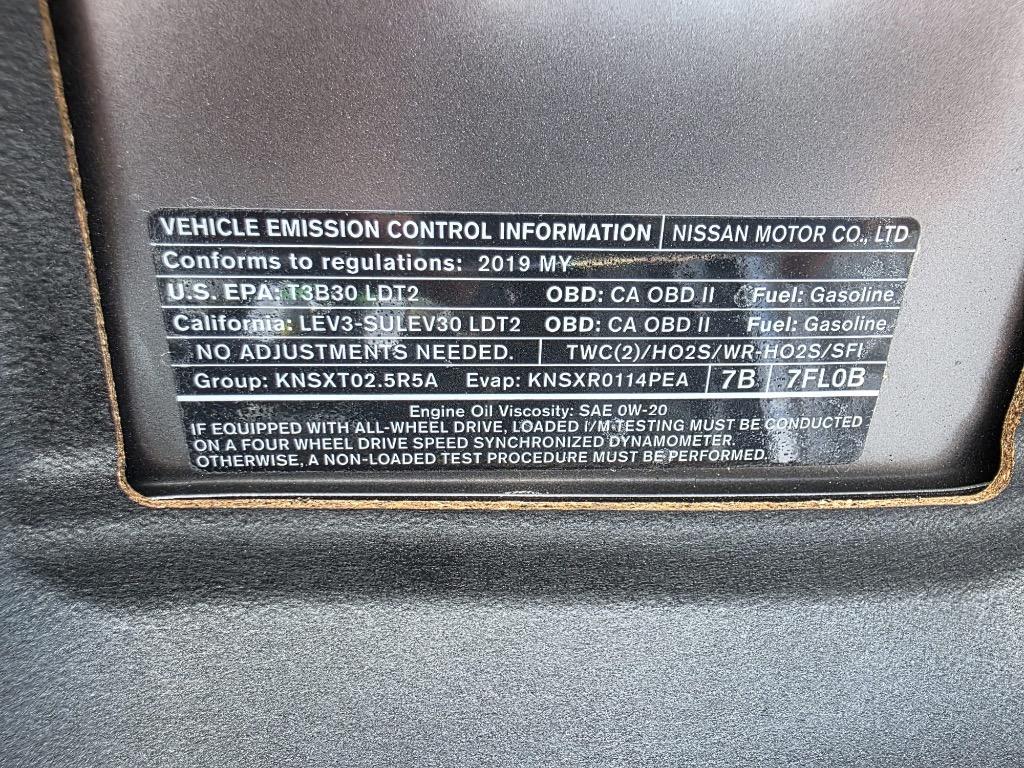 VEHICLE EMISSION CONTROL INFORMATION | NISSAN MOTOR CO., LTD
Conforms to regulations: 2019 MY
U.S. EPA: T3B30 LDT2 OBD: CA OBD II Fuel: Gasoline
California: LEV3-SULEV30 LDT2 OBD: CA OBD II Fuel: Gasoline
NO ADJUSTMENTS NEEDED. | TWC(2)/HO2S/WR-HO2S/SFI
Group: KNSXT02.5R5A Evap: KNSXR0114PEA | 7B | 7FL0B
Engine Oil Viscosity: SAE 0W-20
IF EQUIPPED WITH ALL-WHEEL DRIVE, LOADED I/M TESTING MUST BE CONDUCTED
ON A FOUR WHEEL DRIVE SPEED SYNCHRONIZED DYNAMOMETER.
OTHERWISE, A NON-LOADED TEST PROCEDURE MUST BE PERFORMED.